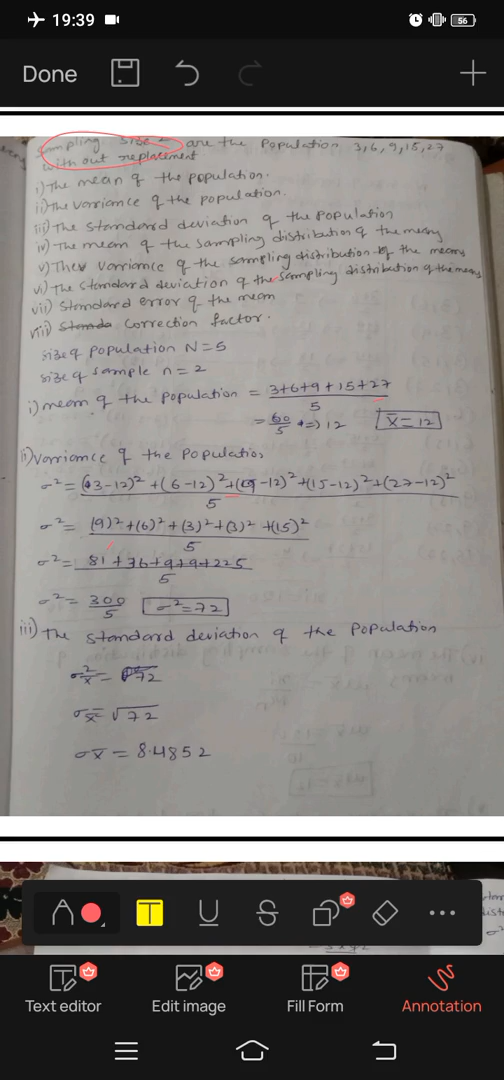 19:39
56
Done
Sampling size 2 are the Population 3,6,9,15,27
with out replacement
i) The mean of the population.
ii) The varriance of the population.
iii) The standard deviation of the population
iv) The mean of the sampling distribution of the means
v) The varriance of the sampling distribution of the means
vi) The standard deviation of the sampling distribution of the means
vii) standard error of the mean
viii) correction factor.
size of population N=5
size of sample n=2
i) mean of the population = 3+6+9+15+27
5
= 60/5 => 12 x̄=12
ii) varriance of the population
σ²= (3-12)²+(6-12)²+(9-12)²+(15-12)²+(27-12)²
5
σ²= (9)²+(6)²+(3)²+(3)²+(15)²
5
σ²= 81+36+9+9+225
5
σ²= 300/5 σ²=72
iii) The standard deviation of the population
σ²x̄ = √72
σx̄= √72
σx̄ = 8.4852
T
U
S
Text editor
Edit image
Fill Form
Annotation